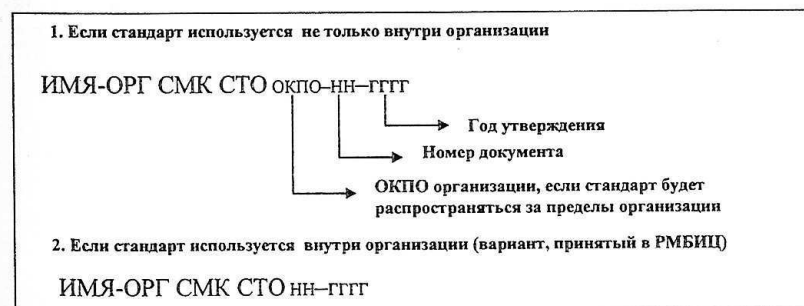 1. Если стандарт используется не только внутри организации
ИМЯ-ОРГ СМК СТО ОКПО–НН–ГГГГ
Год утверждения
Номер документа
ОКПО организации, если стандарт будет
распространяться за пределы организации
2. Если стандарт используется внутри организации (вариант, принятый в РМБИЦ)
ИМЯ-ОРГ СМК СТО НН–ГГГГ